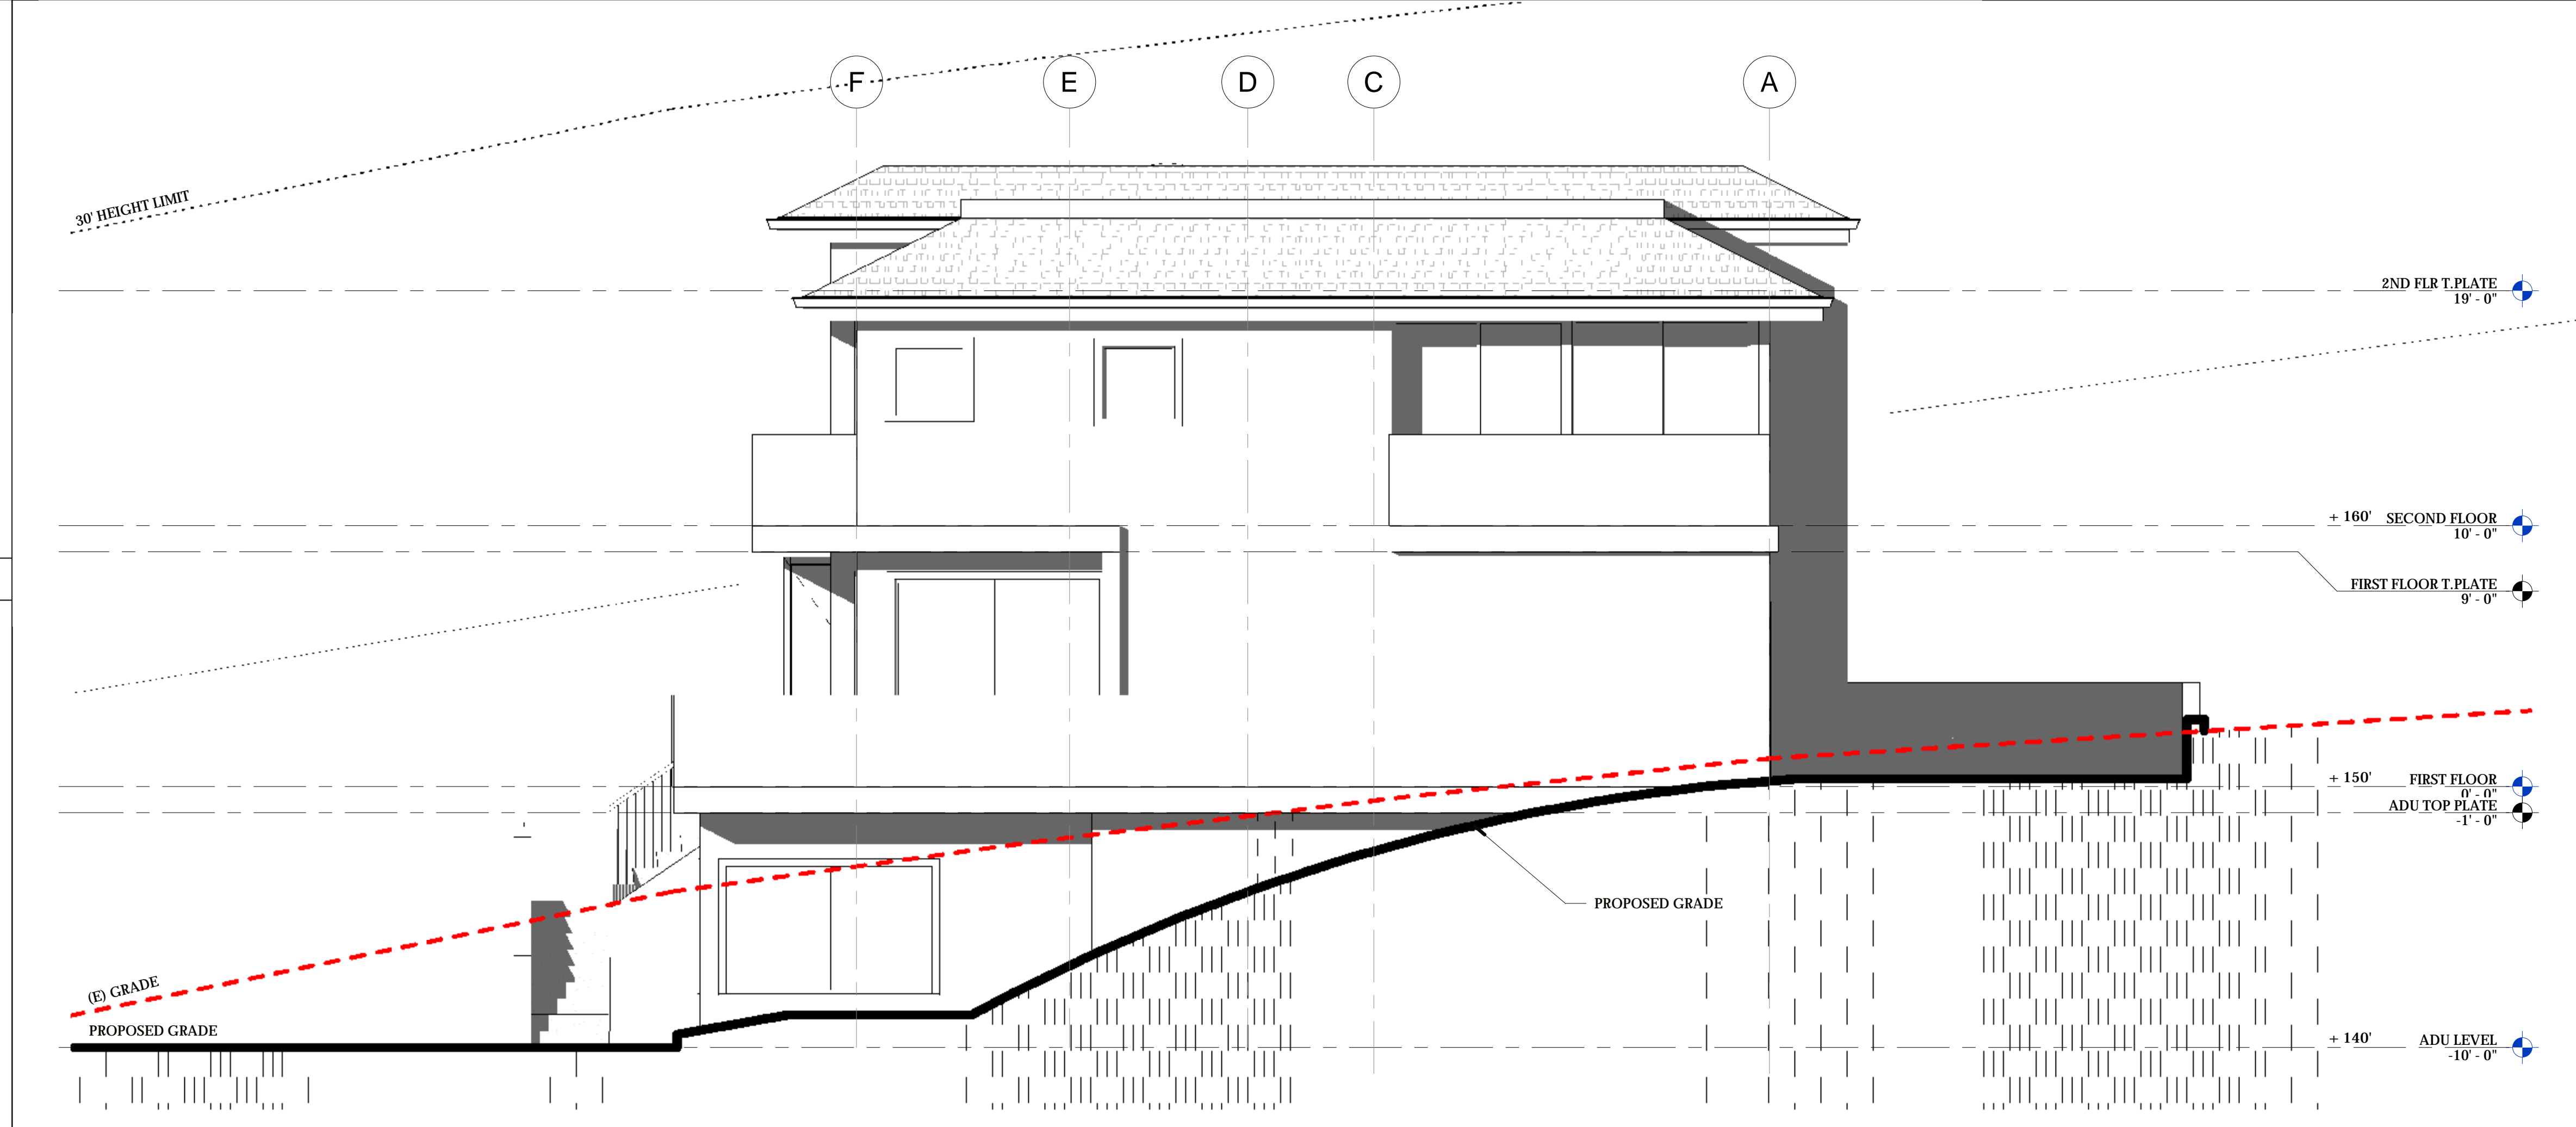 F
E
D
C
A
30' HEIGHT LIMIT
2ND FLR T.PLATE
19' - 0"
+ 160' SECOND FLOOR
10' - 0"
FIRST FLOOR T.PLATE
9' - 0"
+ 150' FIRST FLOOR
0' - 0"
ADU TOP PLATE
-1' - 0"
PROPOSED GRADE
(E) GRADE
PROPOSED GRADE
+ 140' ADU LEVEL
-10' - 0"